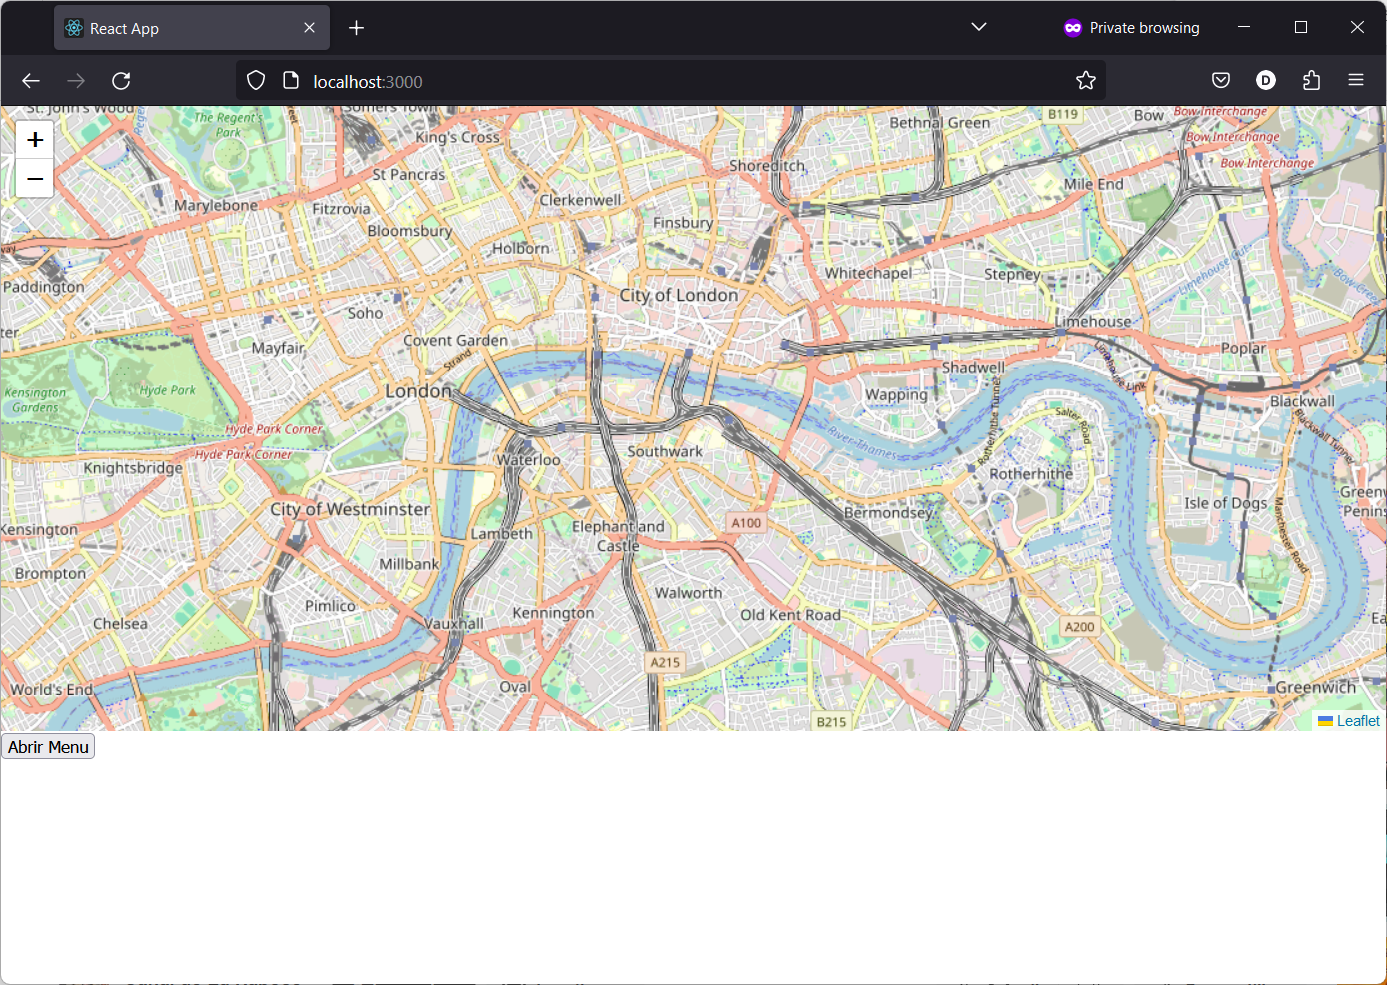 React App
Private browsing
localhost:3000
D
St. John's Wood
The Regent's
Park
Somers Town
King's Cross
Bethnal Green
B119
Bow
Bow Interchange
Bow Interchange
Bow Interchange
+
−
St Pancras
Shoreditch
Mile End
Marylebone
Fitzrovia
Clerkenwell
Bloomsbury
Finsbury
Holborn
Whitechapel
Stepney
Paddington
City of London
Soho
Limehouse
Covent Garden
Mayfair
Strand
Poplar
Limehouse Link
Shadwell
Hyde Park
Kensington
Gardens
London
Wapping
Blackwall
Rotherhithe Tunnel
Salter
Road
Blackwall Tunnel
Hyde Park Corner
Hyde Park Corner
River Thames
Knightsbridge
Waterloo
Southwark
Rotherhithe
Isle of Dogs
City of Westminster
Bermondsey
Kensington
Elephant and
Castle
A100
Lambeth
Manchester Road
Millbank
Brompton
Pimlico
Walworth
Kennington
Old Kent Road
Chelsea
Vauxhall
A200
A215
World's End
Oval
Greenwich
B215
Leaflet
Abrir Menu